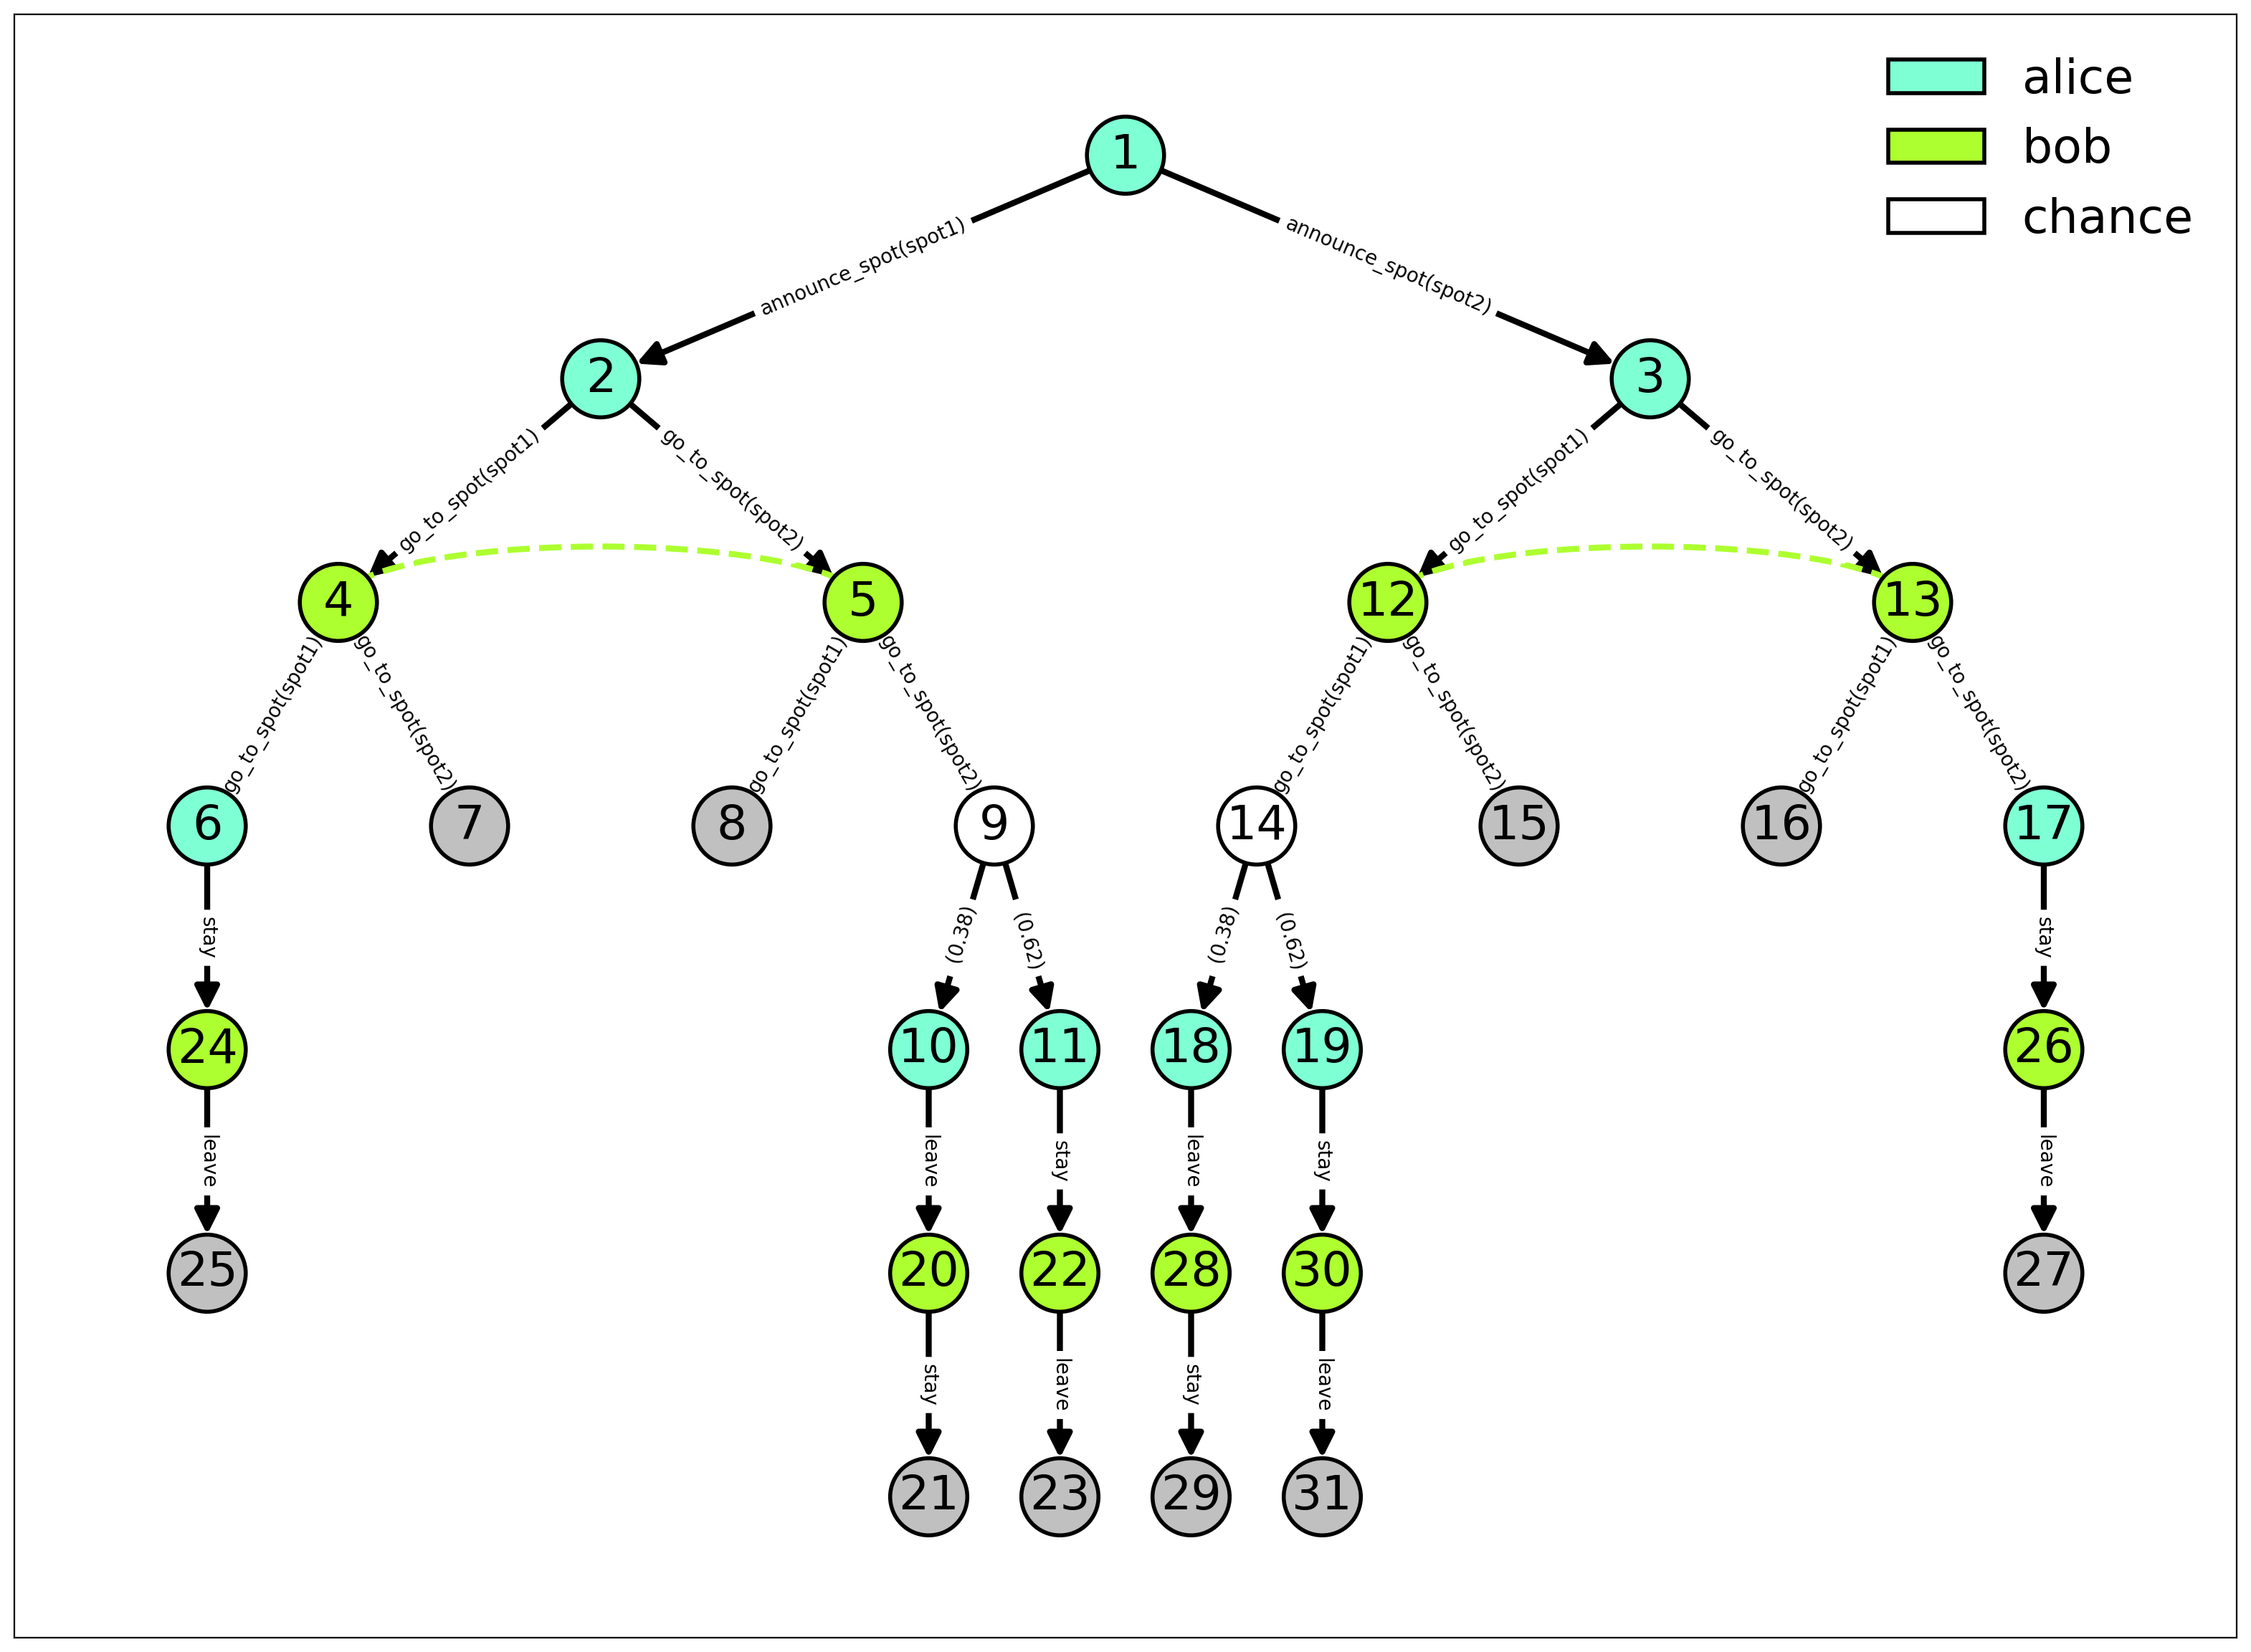 alice
bob
chance
1
announce_spot(spot1)
announce_spot(spot2)
2
3
go_to_spot(spot1)
go_to_spot(spot2)
go_to_spot(spot1)
go_to_spot(spot2)
4
5
12
13
go_to_spot(spot1)
go_to_spot(spot2)
go_to_spot(spot1)
go_to_spot(spot2)
go_to_spot(spot1)
go_to_spot(spot2)
go_to_spot(spot1)
go_to_spot(spot2)
6
7
8
9
14
15
16
17
stay
(0.38)
(0.62)
(0.38)
(0.62)
stay
24
10
11
18
19
26
leave
leave
stay
leave
stay
leave
25
20
22
28
30
27
stay
leave
stay
leave
21
23
29
31